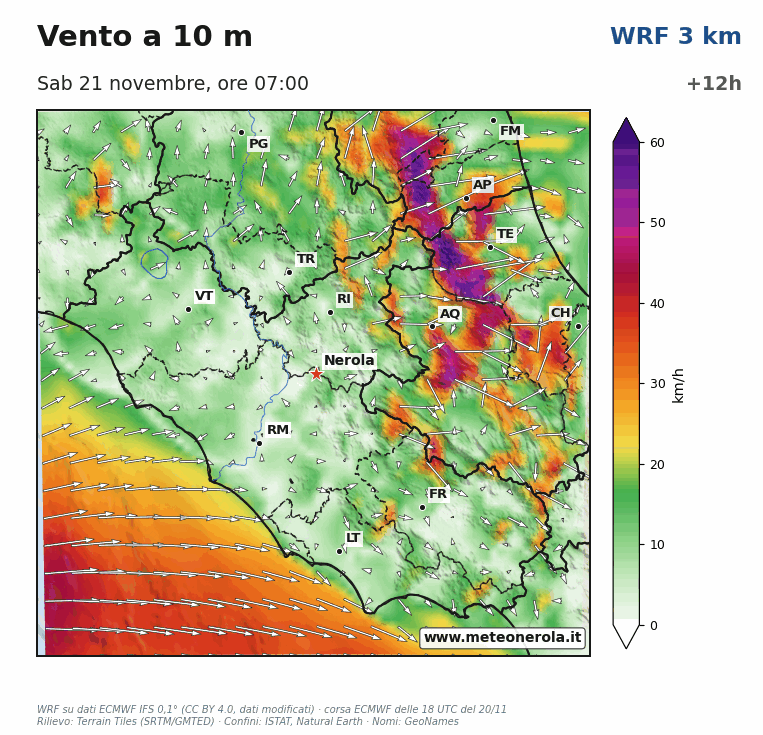 Vento a 10 m
WRF 3 km
Sab 21 novembre, ore 07:00
+12h
PG
FM
AP
TE
TR
VT
RI
AQ
CH
Nerola
RM
FR
LT
www.meteonerola.it
60
50
40
30
20
10
0
km/h
WRF su dati ECMWF IFS 0,1° (CC BY 4.0, dati modificati) · corsa ECMWF delle 18 UTC del 20/11
Rilievo: Terrain Tiles (SRTM/GMTED) · Confini: ISTAT, Natural Earth · Nomi: GeoNames